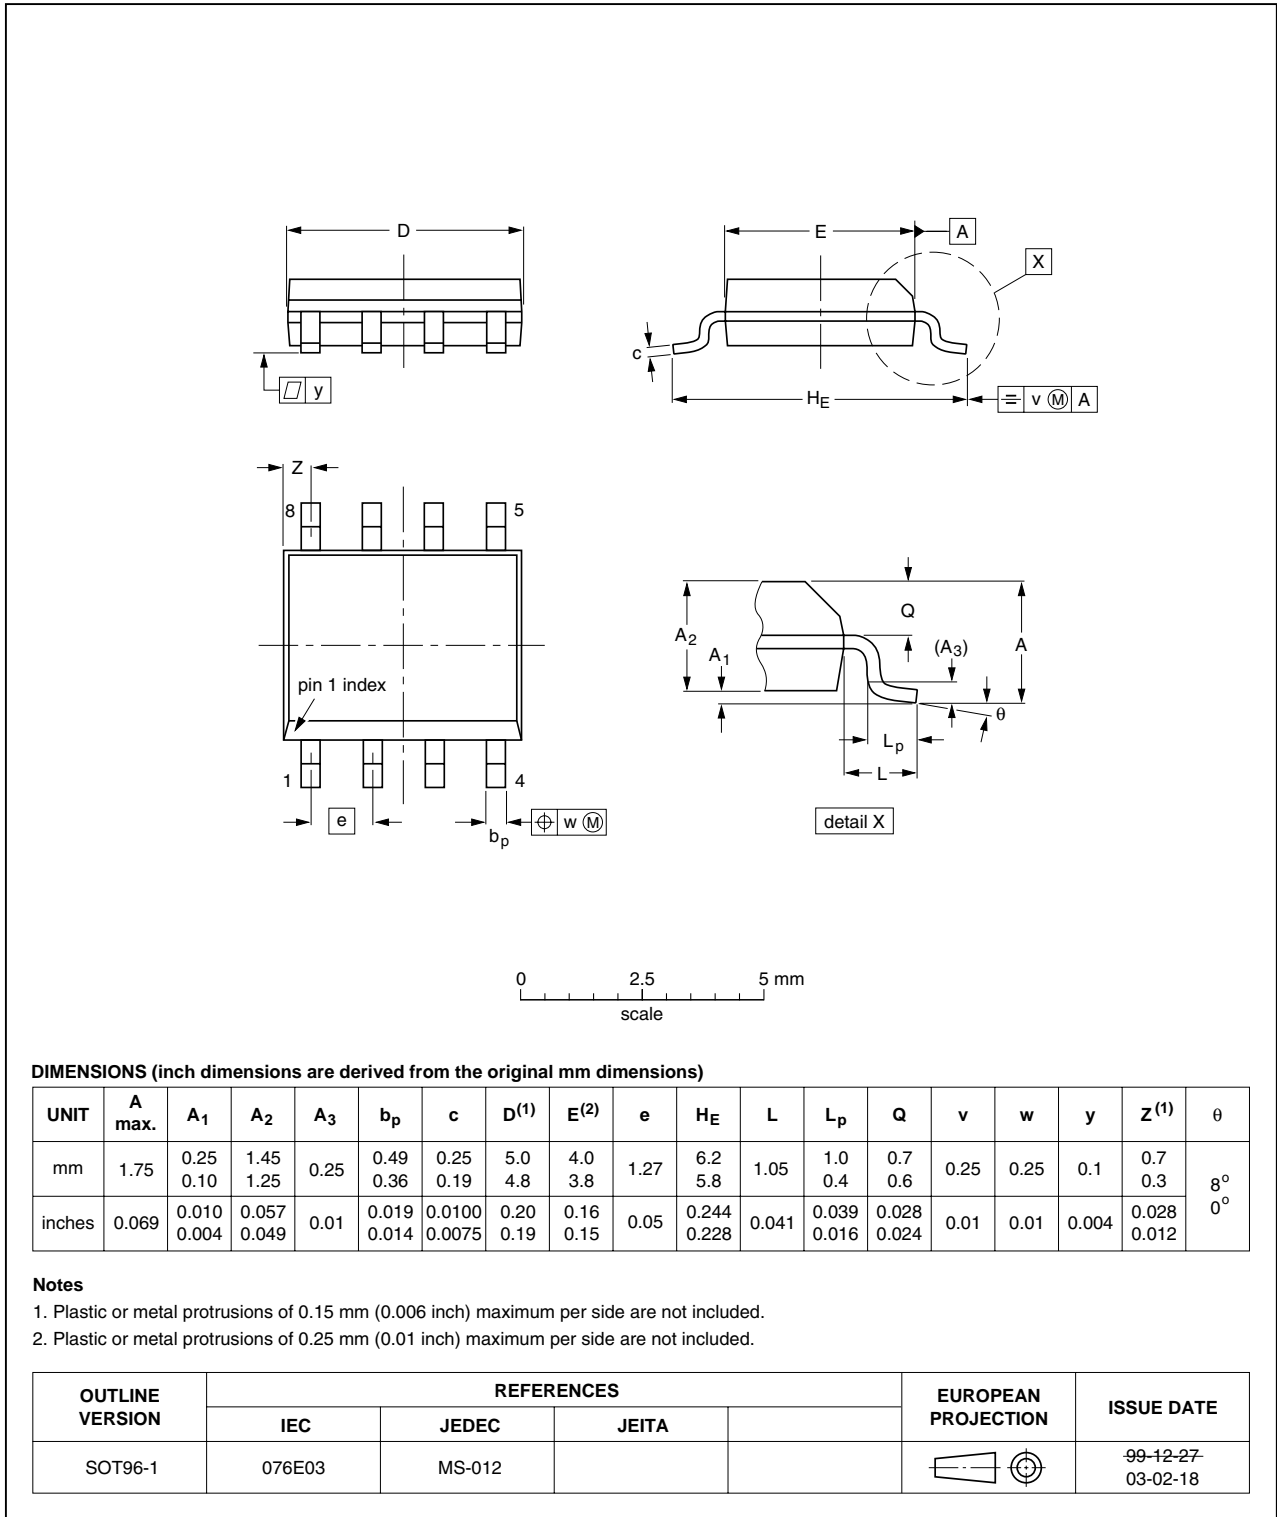 D
E
A
X
c
y
HE
v M A
Z
8
5
pin 1 index
1
4
e
bp
w M
A2
A1
Q
(A3)
A
θ
Lp
L
detail X
0 2.5 5 mm
scale
DIMENSIONS (inch dimensions are derived from the original mm dimensions)
UNIT A max. A1 A2 A3 bp c D(1) E(2) e HE L Lp Q v w y Z(1) θ
mm 1.75 0.25 0.10 1.45 1.25 0.25 0.49 0.36 0.25 0.19 5.0 4.8 4.0 3.8 1.27 6.2 5.8 1.05 1.0 0.4 0.7 0.6 0.25 0.25 0.1 0.7 0.3 8° 0°
inches 0.069 0.010 0.004 0.057 0.049 0.01 0.019 0.014 0.0100 0.0075 0.20 0.19 0.16 0.15 0.05 0.244 0.228 0.041 0.039 0.016 0.028 0.024 0.01 0.01 0.004 0.028 0.012
Notes
1. Plastic or metal protrusions of 0.15 mm (0.006 inch) maximum per side are not included.
2. Plastic or metal protrusions of 0.25 mm (0.01 inch) maximum per side are not included.
OUTLINE VERSION REFERENCES EUROPEAN PROJECTION ISSUE DATE
IEC JEDEC JEITA
SOT96-1 076E03 MS-012 99-12-27
03-02-18